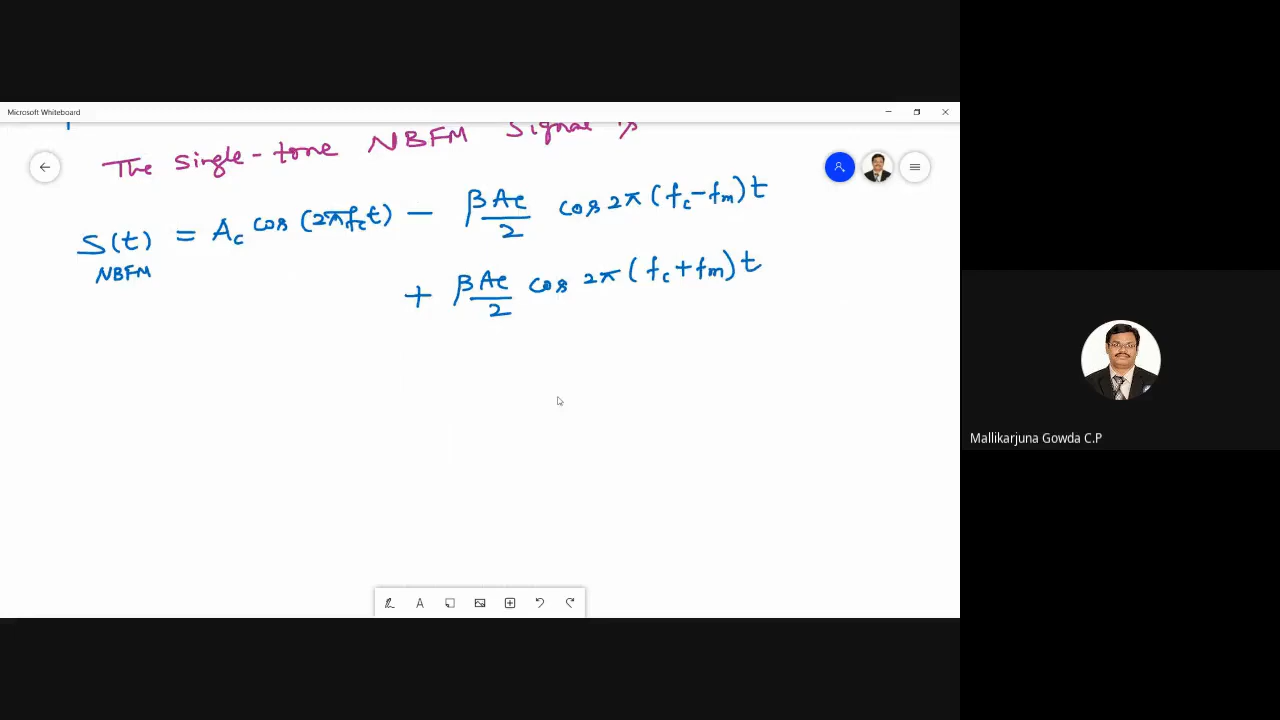 Microsoft Whiteboard
The single-tone NBFM signal is
S(t) = Ac cos (2πfct) − βAc/2 cos 2π (fc−fm) t
NBFM
+ βAc/2 cos 2π (fc+fm) t
Mallikarjuna Gowda C.P
A